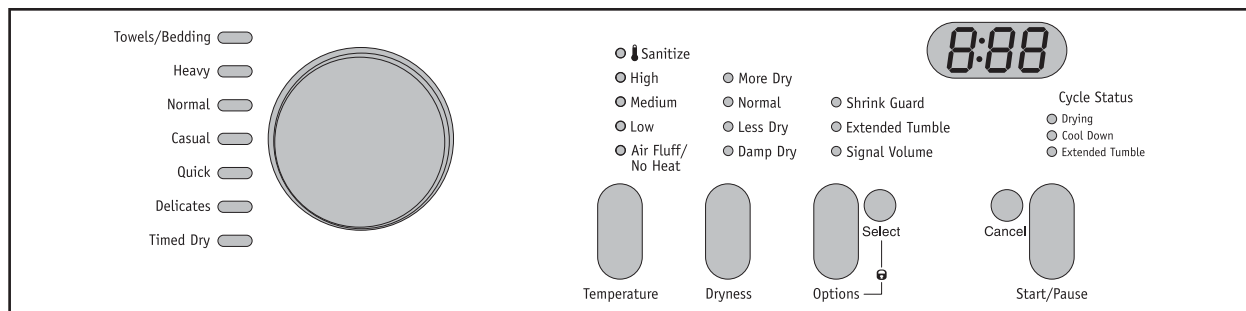 Towels/Bedding
Heavy
Normal
Casual
Quick
Delicates
Timed Dry
Sanitize
High
Medium
Low
Air Fluff/
No Heat
Temperature
More Dry
Normal
Less Dry
Damp Dry
Dryness
Shrink Guard
Extended Tumble
Signal Volume
Select
Options
8:88
Cycle Status
Drying
Cool Down
Extended Tumble
Cancel
Start/Pause